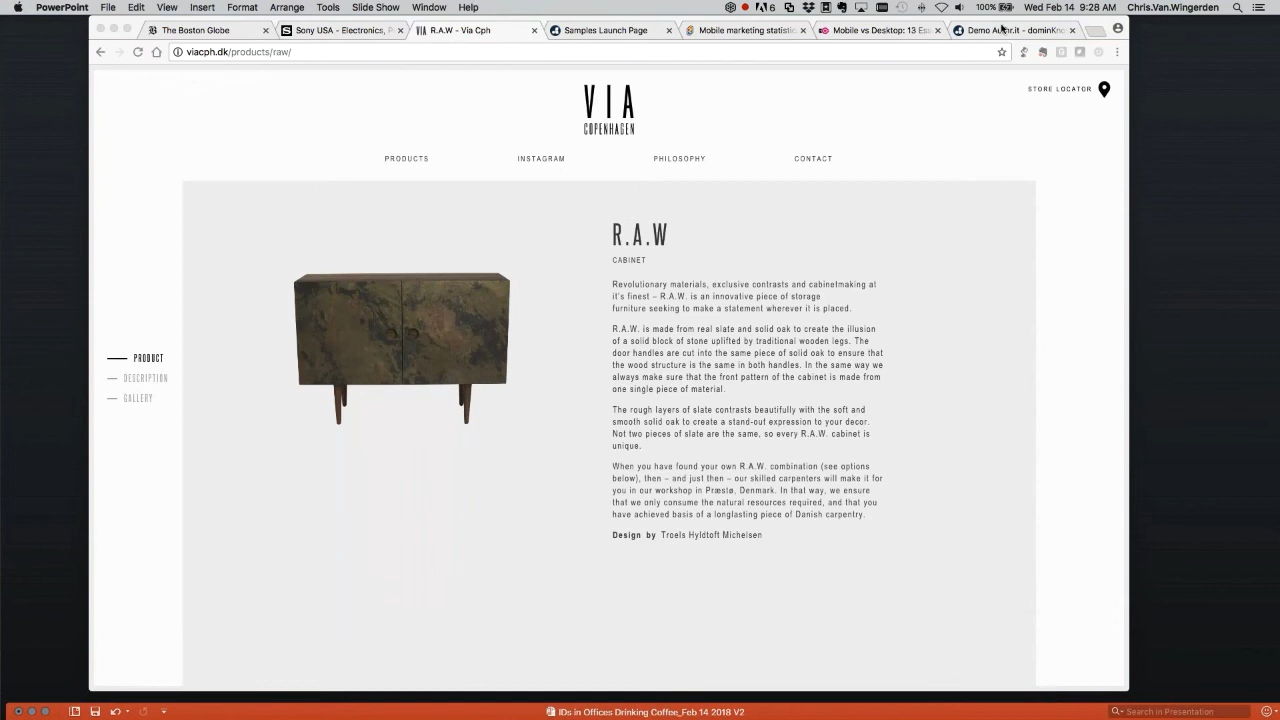 PowerPoint File Edit View Insert Format Arrange Tools Slide Show Window Help 6 100% Wed Feb 14 9:28 AM Chris.Van.Wingerden
The Boston Globe Sony USA - Electronics, P R.A.W - Via Cph Samples Launch Page Mobile marketing statistic Mobile vs Desktop: 13 Ess
viacph.dk/products/raw/
VIA
COPENHAGEN
STORE LOCATOR
PRODUCTS INSTAGRAM PHILOSOPHY CONTACT
R.A.W
CABINET
Revolutionary materials, exclusive contrasts and cabinetmaking at
it's finest – R.A.W. is an innovative piece of storage
furniture seeking to make a statement wherever it is placed.
R.A.W. is made from real slate and solid oak to create the illusion
of a solid block of stone uplifted by traditional wooden legs. The
door handles are cut into the same piece of solid oak to ensure that
the wood structure is the same in both handles. In the same way we
always make sure that the front pattern of the cabinet is made from
one single piece of material.
The rough layers of slate contrasts beautifully with the soft and
smooth solid oak to create a stand-out expression to your decor.
Not two pieces of slate are the same, so every R.A.W. cabinet is
unique.
When you have found your own R.A.W. combination (see options
below), then – and just then – our skilled carpenters will make it for
you in our workshop in Præstø, Denmark. In that way, we ensure
that we only consume the natural resources required, and that you
have achieved basis of a longlasting piece of Danish carpentry.
Design by Troels Hyldtoft Michelsen
PRODUCT
DESCRIPTION
GALLERY
IDs in Offices Drinking Coffee_Feb 14 2018 V2
Search in Presentation